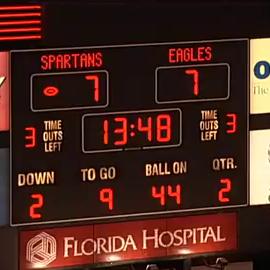 SPARTANS EAGLES
7 7
3 TIME OUTS LEFT 13:48 TIME OUTS LEFT 3
DOWN TO GO BALL ON QTR.
2 9 44 2
FLORIDA HOSPITAL
The